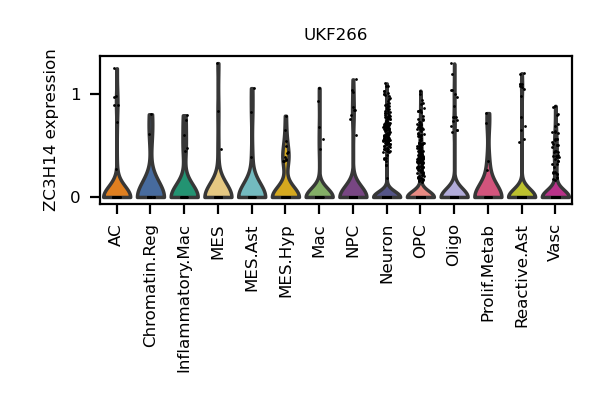 UKF266
ZC3H14 expression
1
0
AC
Chromatin.Reg
Inflammatory.Mac
MES
MES.Ast
MES.Hyp
Mac
NPC
Neuron
OPC
Oligo
Prolif.Metab
Reactive.Ast
Vasc